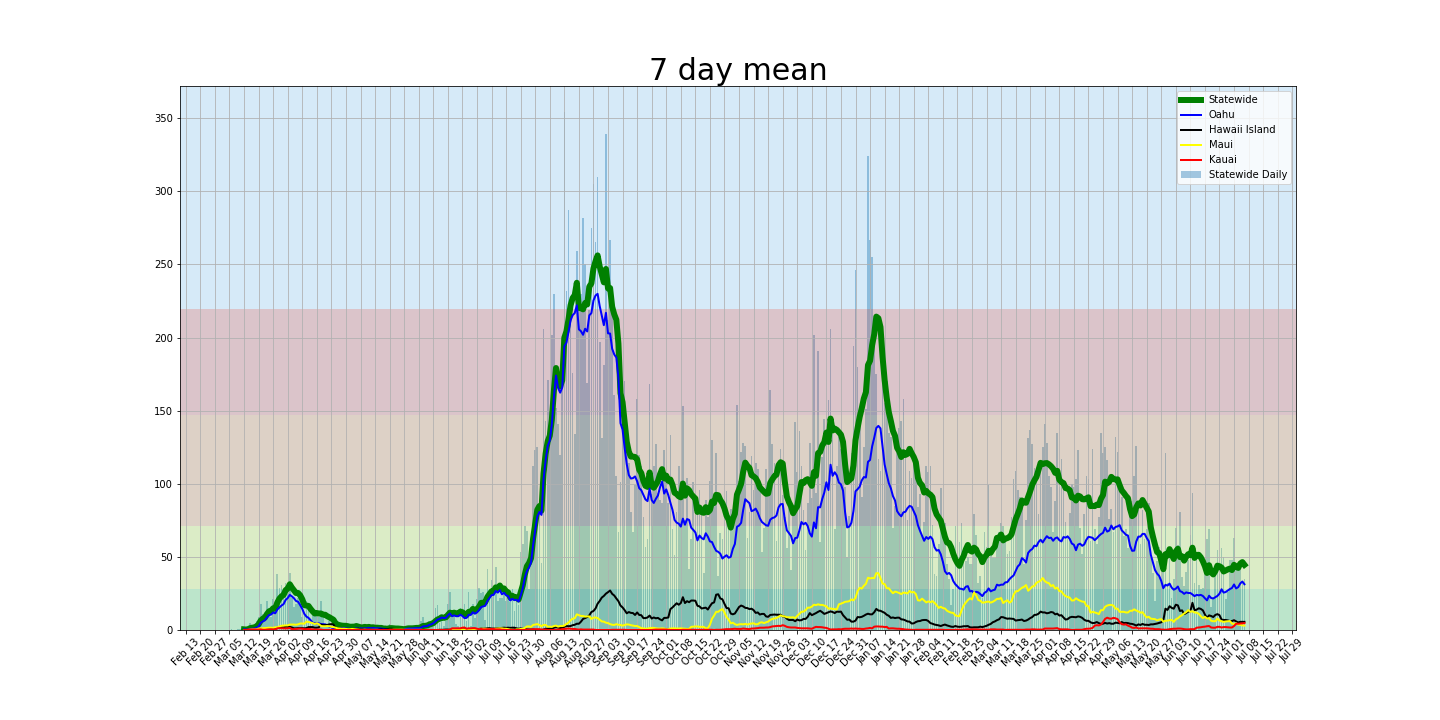 7 day mean
350
300
250
200
150
100
50
0
Statewide
Oahu
Hawaii Island
Maui
Kauai
Statewide Daily
Feb 13
Feb 20
Feb 27
Mar 05
Mar 12
Mar 19
Mar 26
Apr 02
Apr 09
Apr 16
Apr 23
Apr 30
May 07
May 14
May 21
May 28
Jun 04
Jun 11
Jun 18
Jun 25
Jul 02
Jul 09
Jul 16
Jul 23
Jul 30
Aug 06
Aug 13
Aug 20
Aug 27
Sep 03
Sep 10
Sep 17
Sep 24
Oct 01
Oct 08
Oct 15
Oct 22
Oct 29
Nov 05
Nov 12
Nov 19
Nov 26
Dec 03
Dec 10
Dec 17
Dec 24
Dec 31
Jan 07
Jan 14
Jan 21
Jan 28
Feb 04
Feb 11
Feb 18
Feb 25
Mar 04
Mar 11
Mar 18
Mar 25
Apr 01
Apr 08
Apr 15
Apr 22
Apr 29
May 06
May 13
May 20
May 27
Jun 03
Jun 10
Jun 17
Jun 24
Jul 01
Jul 08
Jul 15
Jul 22
Jul 29